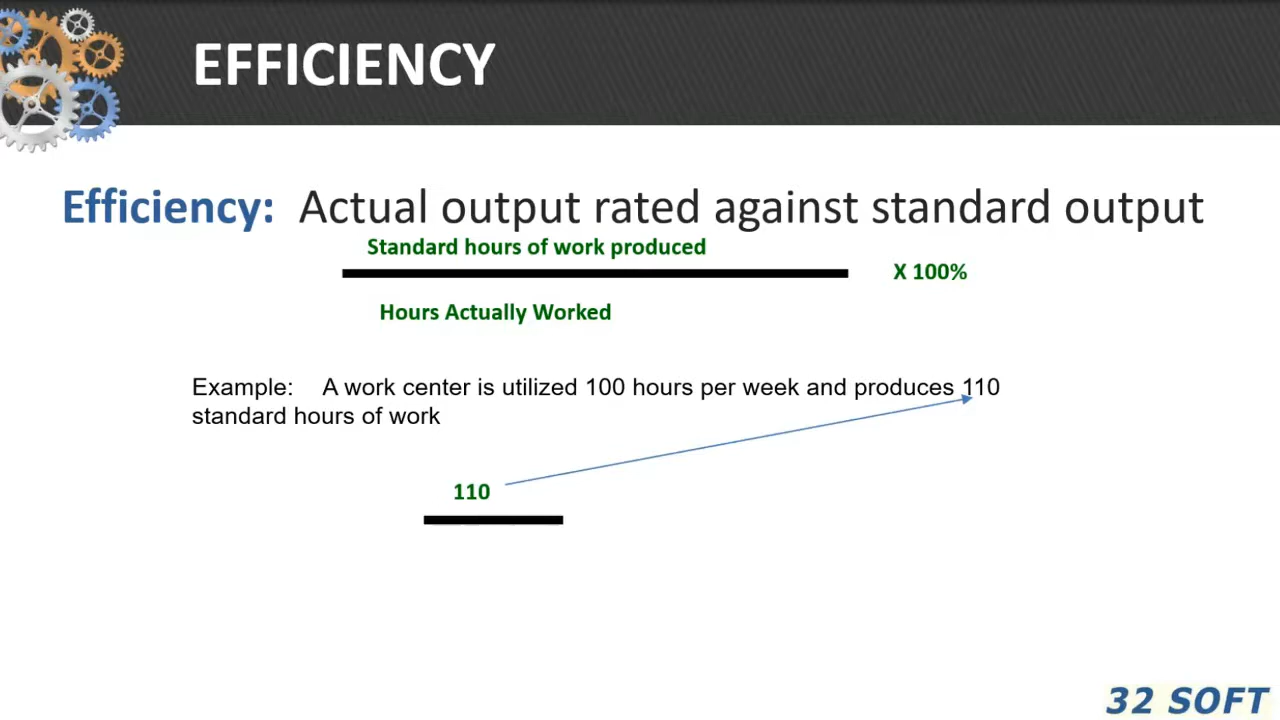 EFFICIENCY
Efficiency: Actual output rated against standard output
Standard hours of work produced
X 100%
Hours Actually Worked
Example: A work center is utilized 100 hours per week and produces 110
standard hours of work
110
32 SOFT